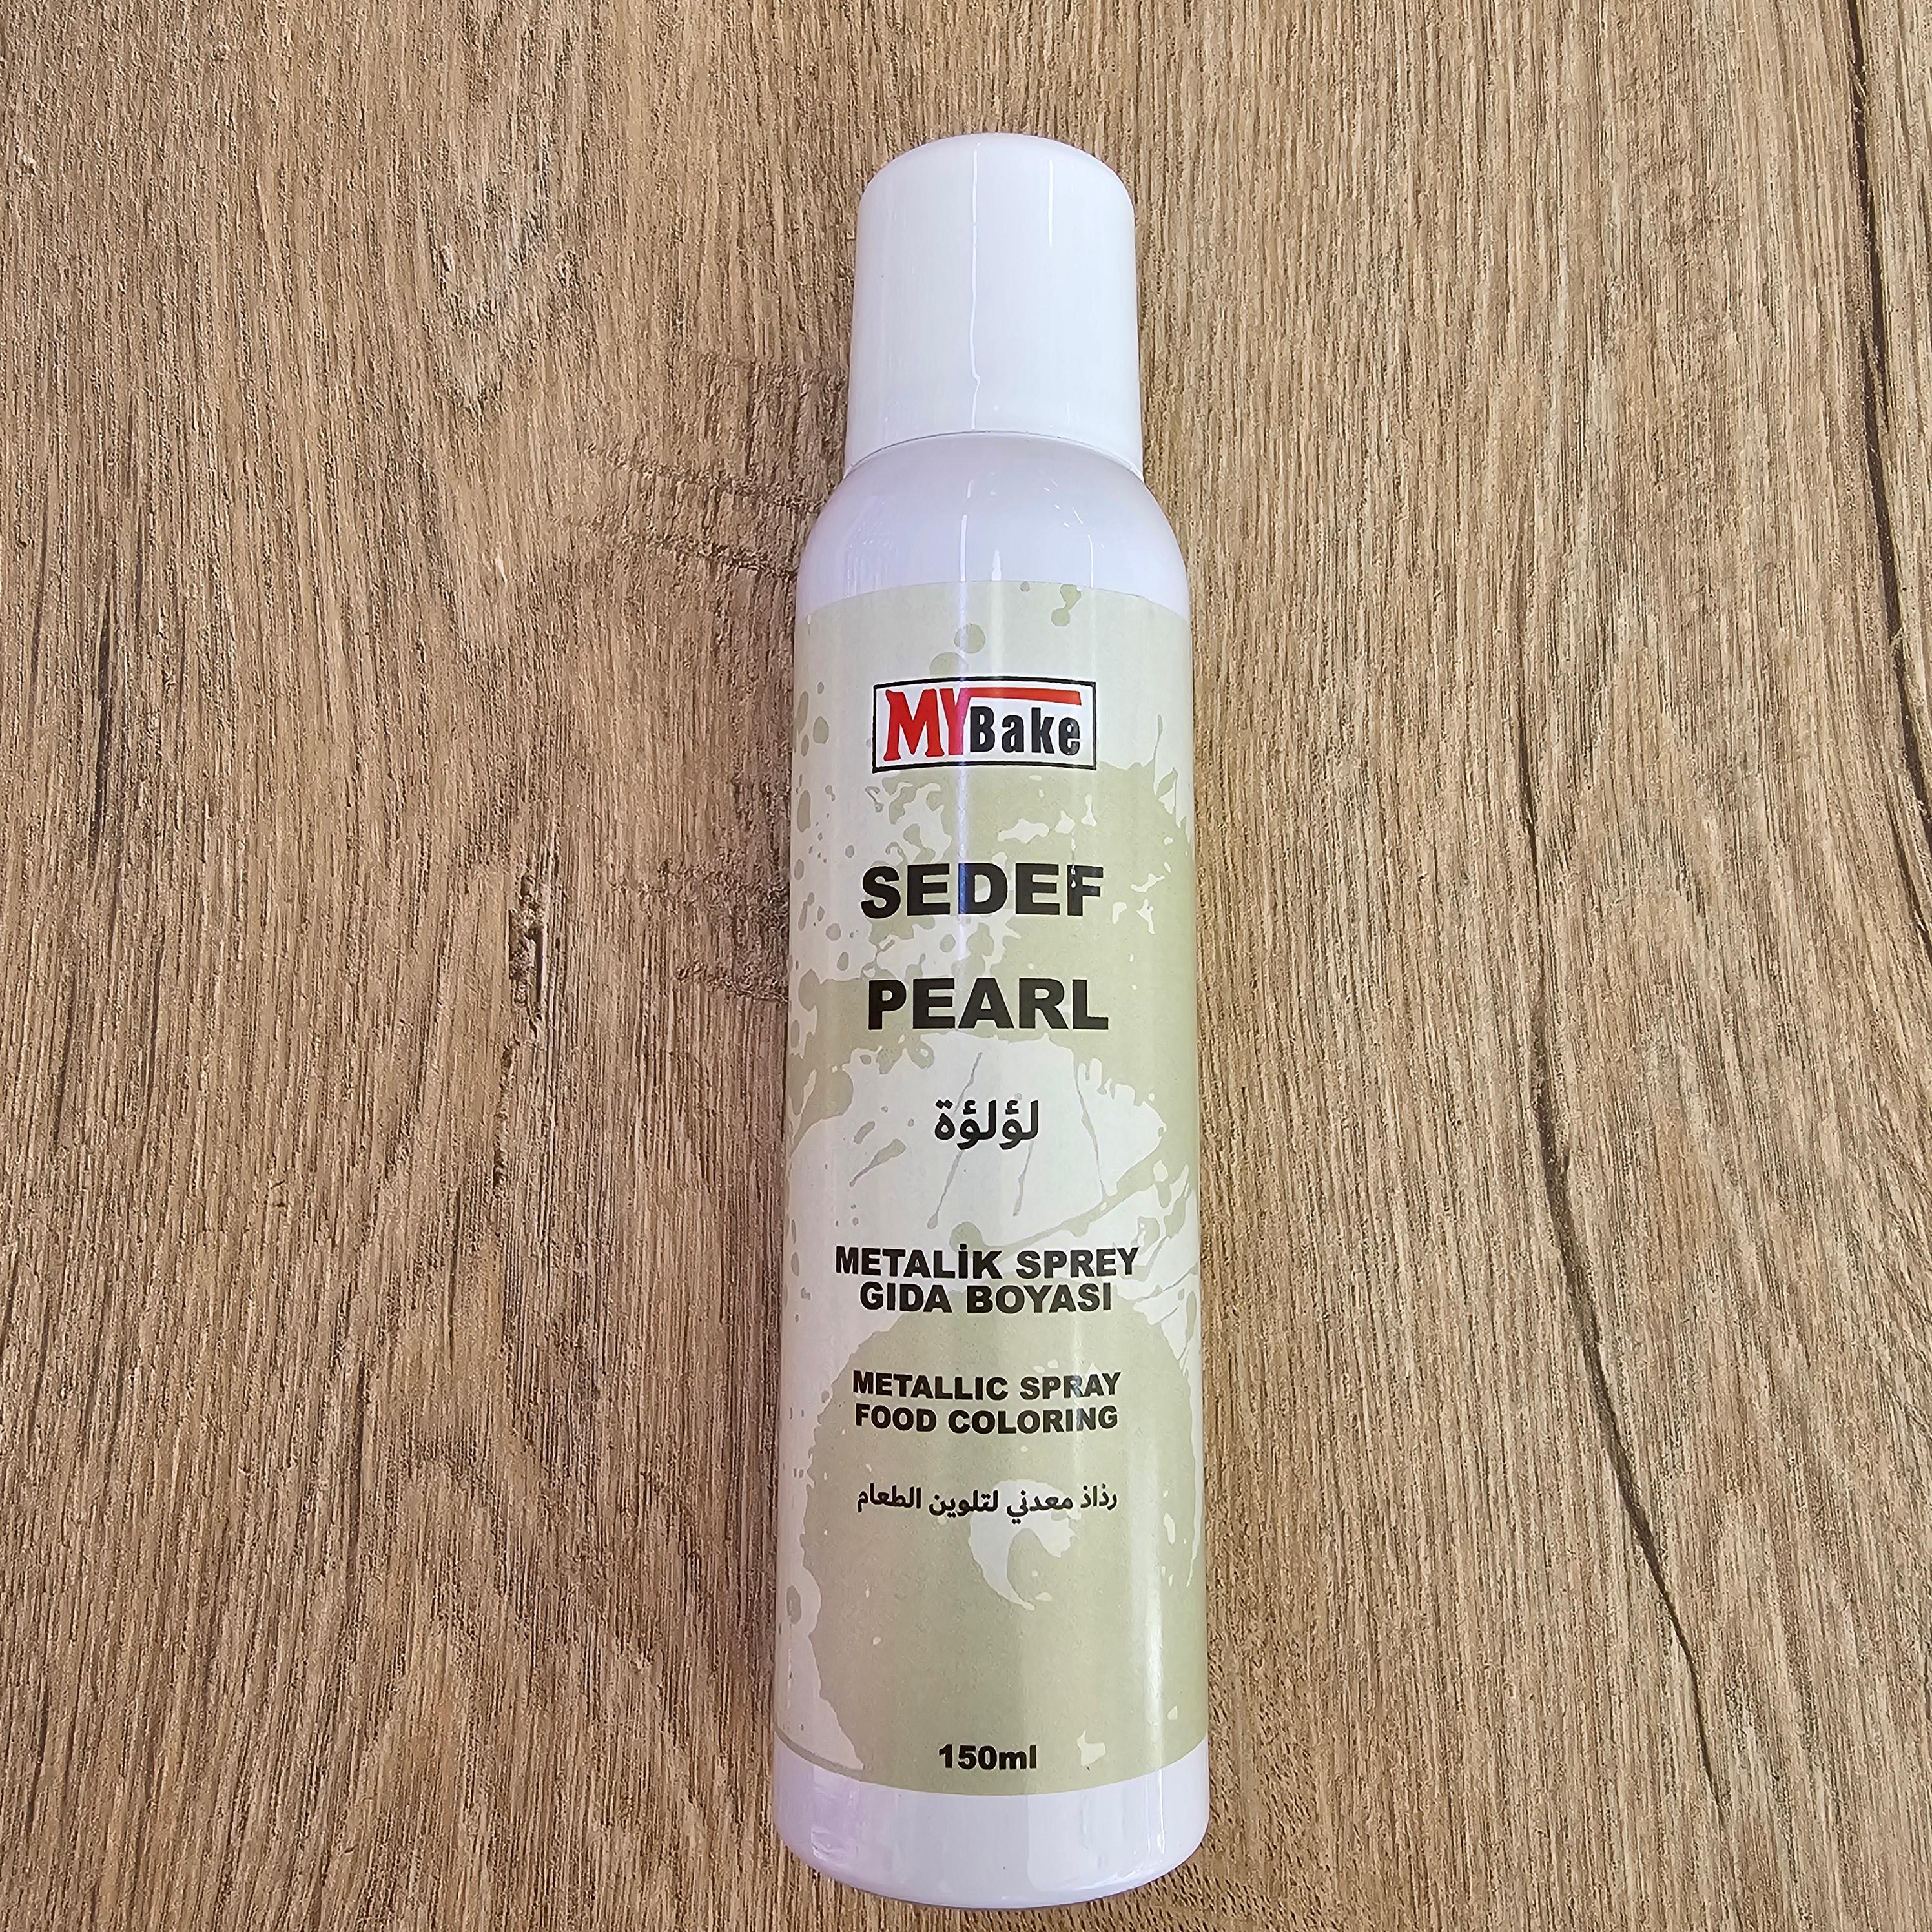 MYBake
SEDEF
PEARL
لؤلؤة
METALİK SPREY
GIDA BOYASI
METALLIC SPRAY
FOOD COLORING
رذاذ معدني لتلوين الطعام
150ml